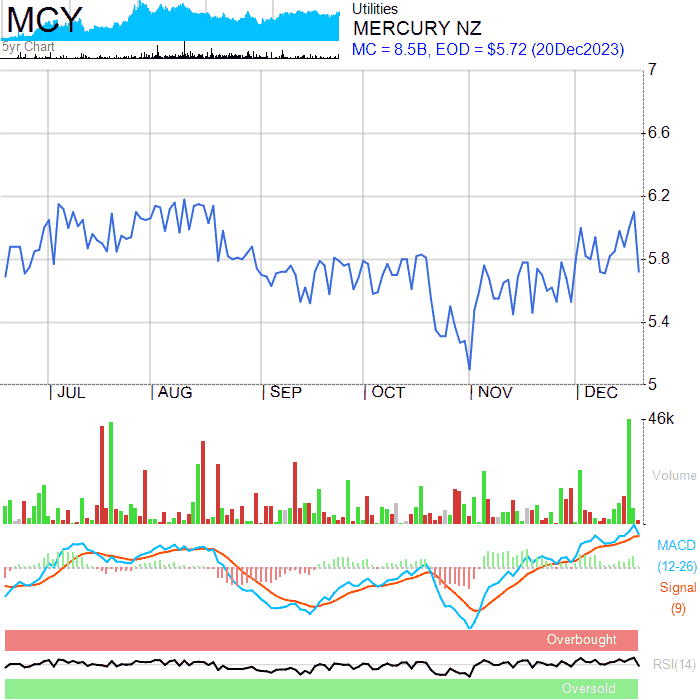 MCY
5yr Chart
Utilities
MERCURY NZ
MC = 8.5B, EOD = $5.72 (20Dec2023)
7
6.6
6.2
5.8
5.4
5
JUL AUG SEP OCT NOV DEC
46k
Volume
MACD
(12-26)
Signal
(9)
Overbought
RSI(14)
Oversold